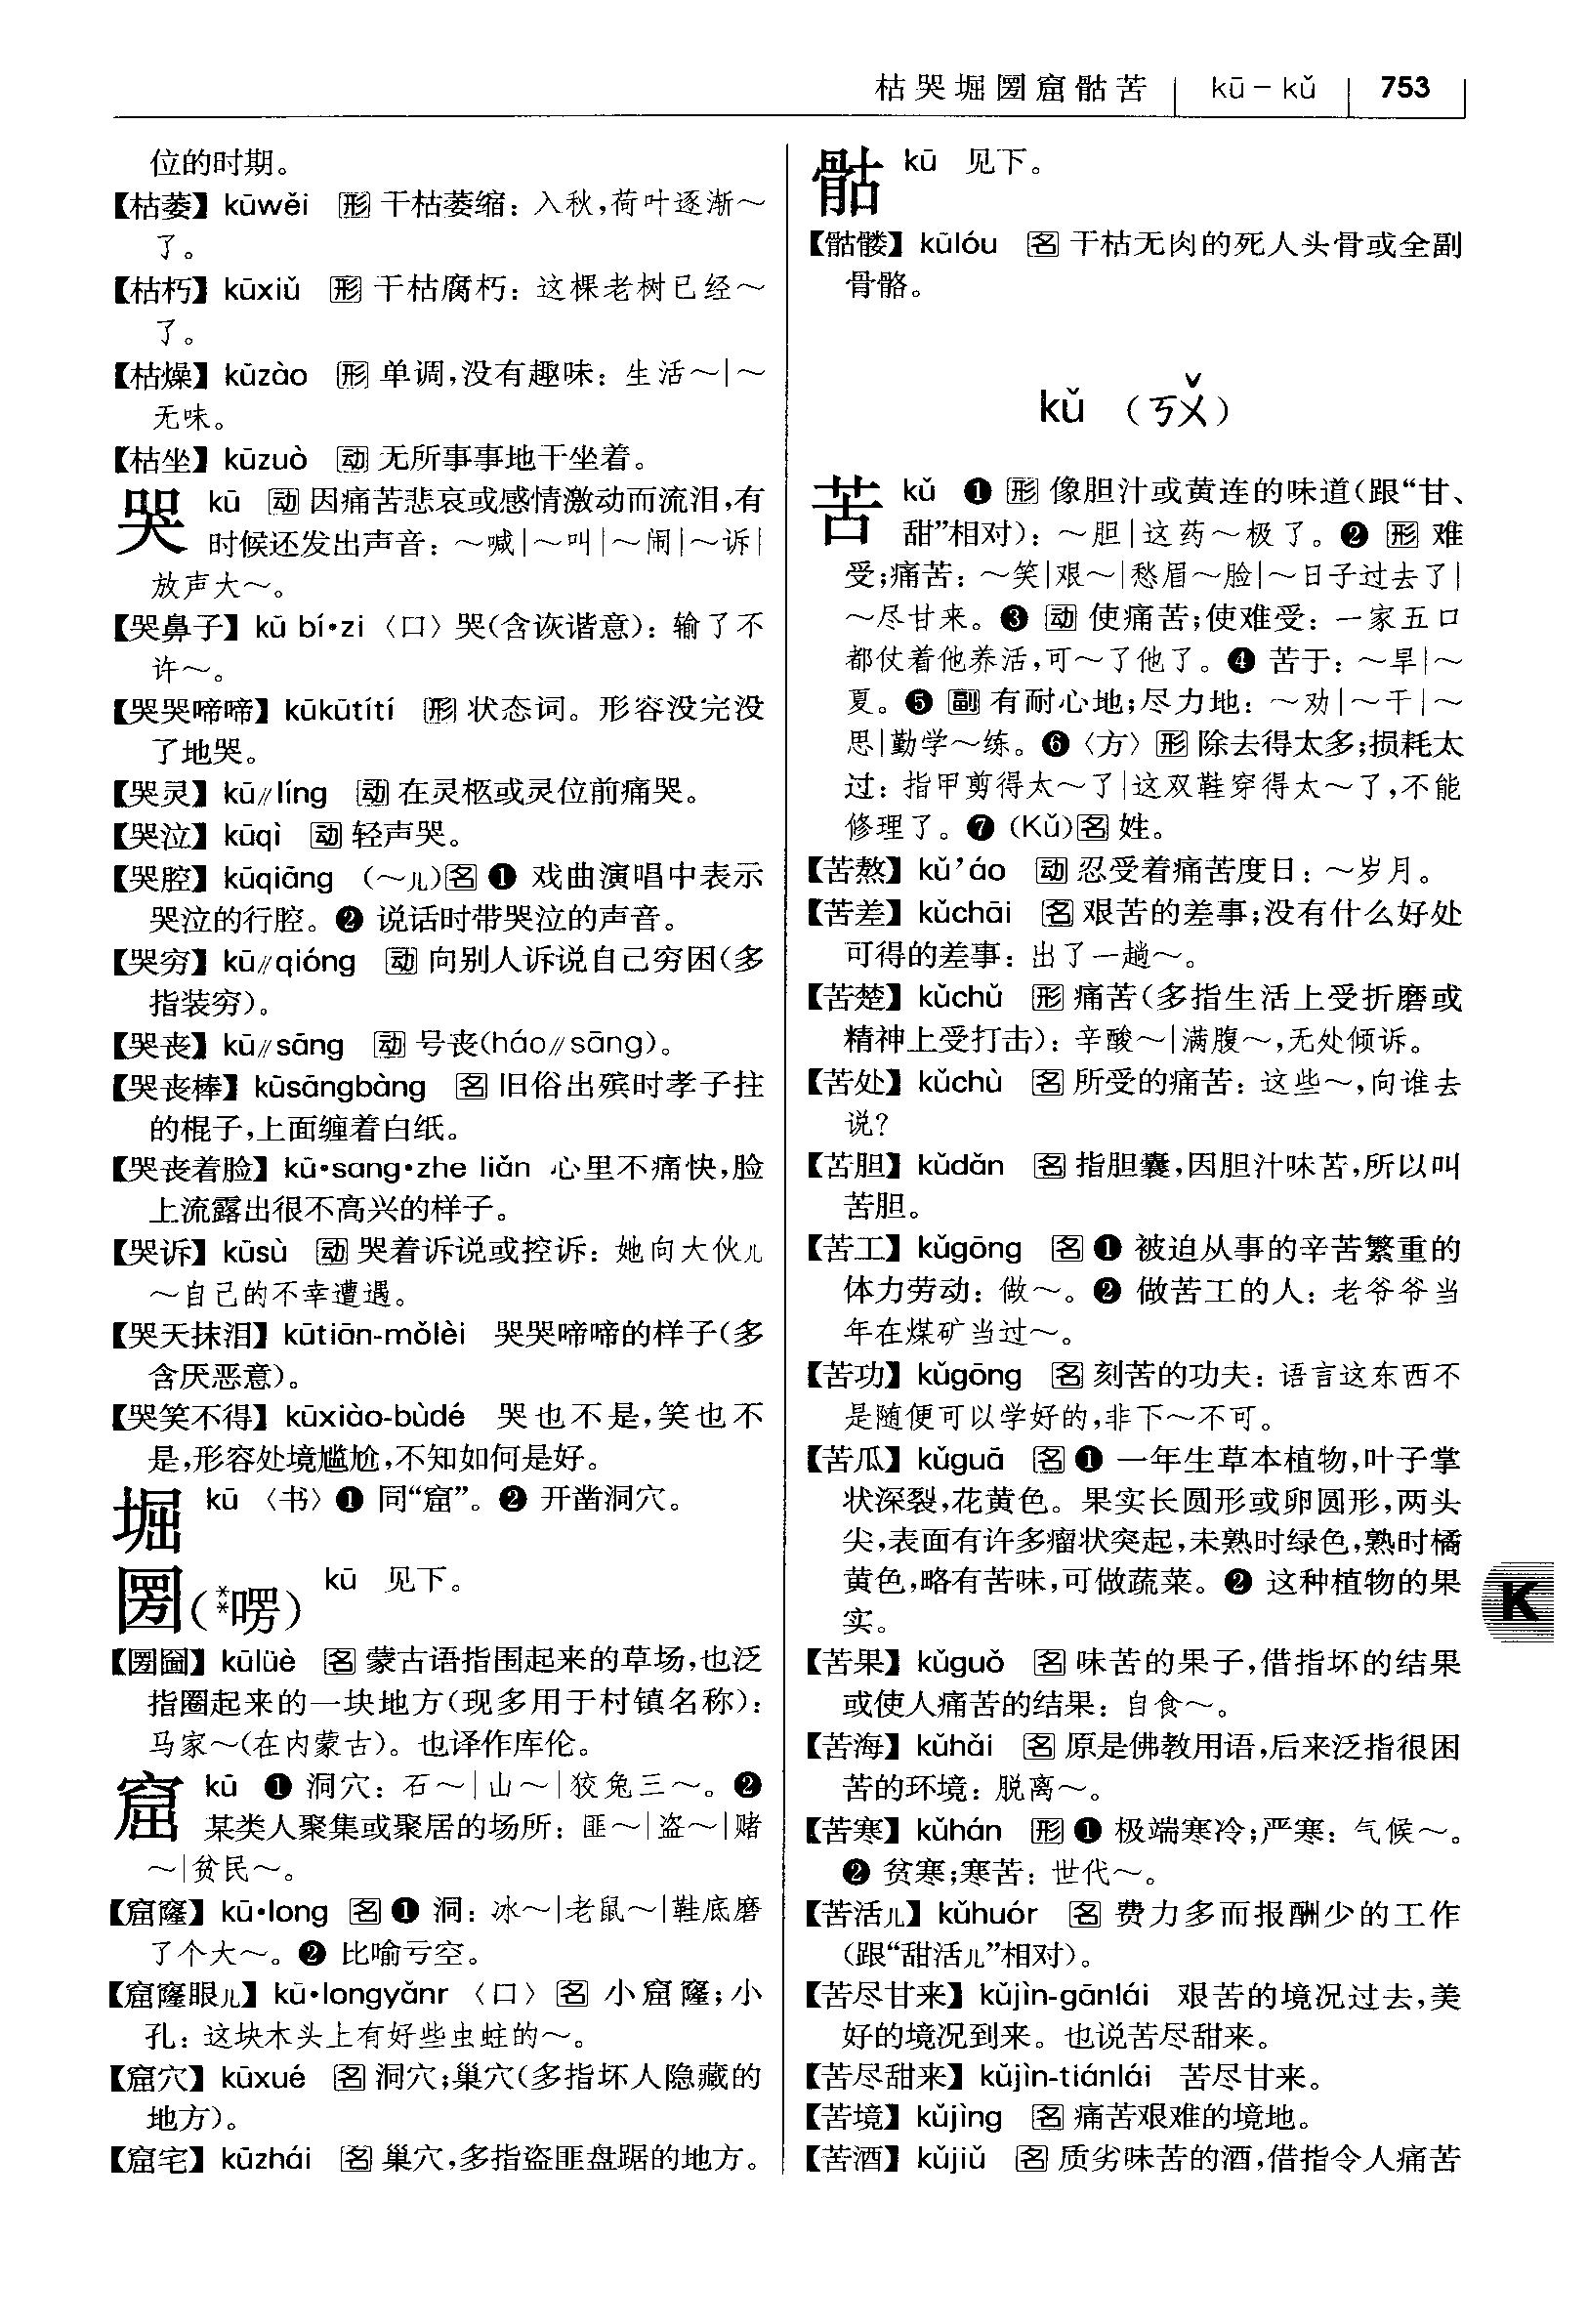 枯哭堀圐窟骷苦 kū－kǔ 753
位的时期。
【枯萎】kūwěi 形 干枯萎缩：入秋，荷叶逐渐～
了。
【枯朽】kūxiǔ 形 干枯腐朽：这棵老树已经～
了。
【枯燥】kūzào 形 单调，没有趣味：生活～|～
无味。
【枯坐】kūzuò 动 无所事事地干坐着。
哭 kū 动 因痛苦悲哀或感情激动而流泪，有
时候还发出声音：～喊|～叫|～闹|～诉|
放声大～。
【哭鼻子】kū bí•zi〈口〉哭(含诙谐意)：输了不
许～。
【哭哭啼啼】kūkūtítí 形 状态词。形容没完没
了地哭。
【哭灵】kū//líng 动 在灵柩或灵位前痛哭。
【哭泣】kūqì 动 轻声哭。
【哭腔】kūqiāng (～儿)名 ❶ 戏曲演唱中表示
哭泣的行腔。❷ 说话时带哭泣的声音。
【哭穷】kū//qióng 动 向别人诉说自己穷困(多
指装穷)。
【哭丧】kū//sāng 动 号丧(háo//sāng)。
【哭丧棒】kūsāngbàng 名 旧俗出殡时孝子拄
的棍子，上面缠着白纸。
【哭丧着脸】kū•sang•zhe liǎn 心里不痛快，脸
上流露出很不高兴的样子。
【哭诉】kūsù 动 哭着诉说或控诉：她向大伙儿
～自己的不幸遭遇。
【哭天抹泪】kūtiān-mǒlèi 哭哭啼啼的样子(多
含厌恶意)。
【哭笑不得】kūxiào-bùdé 哭也不是，笑也不
是，形容处境尴尬，不知如何是好。
堀 kū〈书〉❶ 同“窟”。❷ 开凿洞穴。
圐(**唠) kū 见下。
【圐圙】kūlüè 名 蒙古语指围起来的草场，也泛
指圈起来的一块地方(现多用于村镇名称)：
马家～(在内蒙古)。也译作库伦。
窟 kū ❶ 洞穴：石～|山～|狡兔三～。❷
某类人聚集或聚居的场所：匪～|盗～|赌
～|贫民～。
【窟窿】kū•long 名 ❶ 洞：冰～|老鼠～|鞋底磨
了个大～。❷ 比喻亏空。
【窟窿眼儿】kū•longyǎnr〈口〉名 小窟窿；小
孔：这块木头上有好些虫蛀的～。
【窟穴】kūxué 名 洞穴；巢穴(多指坏人隐藏的
地方)。
【窟宅】kūzhái 名 巢穴，多指盗匪盘踞的地方。
骷 kū 见下。
【骷髅】kūlóu 名 干枯无肉的死人头骨或全副
骨骼。
kǔ （ㄎㄨˇ）
苦 kǔ ❶ 形 像胆汁或黄连的味道(跟“甘、
甜”相对)：～胆|这药～极了。❷ 形 难
受；痛苦：～笑|艰～|愁眉～脸|～日子过去了|
～尽甘来。❸ 动 使痛苦；使难受：一家五口
都仗着他养活，可～了他了。❹ 苦于：～旱|～
夏。❺ 副 有耐心地；尽力地：～劝|～干|～
思|勤学～练。❻〈方〉形 除去得太多；损耗太
过：指甲剪得太～了|这双鞋穿得太～了，不能
修理了。❼ (Kǔ)名 姓。
【苦熬】kǔ’áo 动 忍受着痛苦度日：～岁月。
【苦差】kǔchāi 名 艰苦的差事；没有什么好处
可得的差事：出了一趟～。
【苦楚】kǔchǔ 形 痛苦(多指生活上受折磨或
精神上受打击)：辛酸～|满腹～，无处倾诉。
【苦处】kǔchù 名 所受的痛苦：这些～，向谁去
说？
【苦胆】kǔdǎn 名 指胆囊，因胆汁味苦，所以叫
苦胆。
【苦工】kǔgōng 名 ❶ 被迫从事的辛苦繁重的
体力劳动：做～。❷ 做苦工的人：老爷爷当
年在煤矿当过～。
【苦功】kǔgōng 名 刻苦的功夫：语言这东西不
是随便可以学好的，非下～不可。
【苦瓜】kǔguā 名 ❶ 一年生草本植物，叶子掌
状深裂，花黄色。果实长圆形或卵圆形，两头
尖，表面有许多瘤状突起，未熟时绿色，熟时橘
黄色，略有苦味，可做蔬菜。❷ 这种植物的果
实。
K
【苦果】kǔguǒ 名 味苦的果子，借指坏的结果
或使人痛苦的结果：自食～。
【苦海】kǔhǎi 名 原是佛教用语，后来泛指很困
苦的环境：脱离～。
【苦寒】kǔhán 形 ❶ 极端寒冷；严寒：气候～。
❷ 贫寒；寒苦：世代～。
【苦活儿】kǔhuór 名 费力多而报酬少的工作
(跟“甜活儿”相对)。
【苦尽甘来】kǔjìn-gānlái 艰苦的境况过去，美
好的境况到来。也说苦尽甜来。
【苦尽甜来】kǔjìn-tiánlái 苦尽甘来。
【苦境】kǔjìng 名 痛苦艰难的境地。
【苦酒】kǔjiǔ 名 质劣味苦的酒，借指令人痛苦